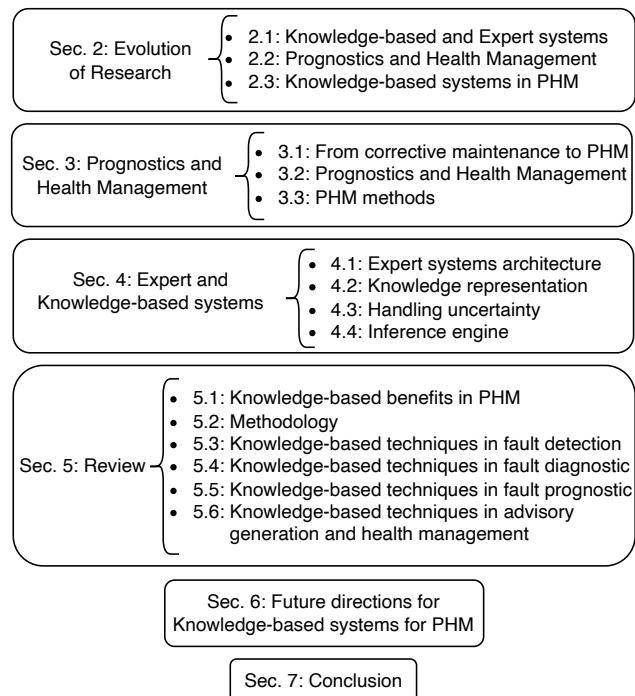 Sec. 2: Evolution
of Research
• 2.1: Knowledge-based and Expert systems
• 2.2: Prognostics and Health Management
• 2.3: Knowledge-based systems in PHM
Sec. 3: Prognostics and
Health Management
• 3.1: From corrective maintenance to PHM
• 3.2: Prognostics and Health Management
• 3.3: PHM methods
Sec. 4: Expert and
Knowledge-based systems
• 4.1: Expert systems architecture
• 4.2: Knowledge representation
• 4.3: Handling uncertainty
• 4.4: Inference engine
Sec. 5: Review
• 5.1: Knowledge-based benefits in PHM
• 5.2: Methodology
• 5.3: Knowledge-based techniques in fault detection
• 5.4: Knowledge-based techniques in fault diagnostic
• 5.5: Knowledge-based techniques in fault prognostic
• 5.6: Knowledge-based techniques in advisory
generation and health management
Sec. 6: Future directions for
Knowledge-based systems for PHM
Sec. 7: Conclusion